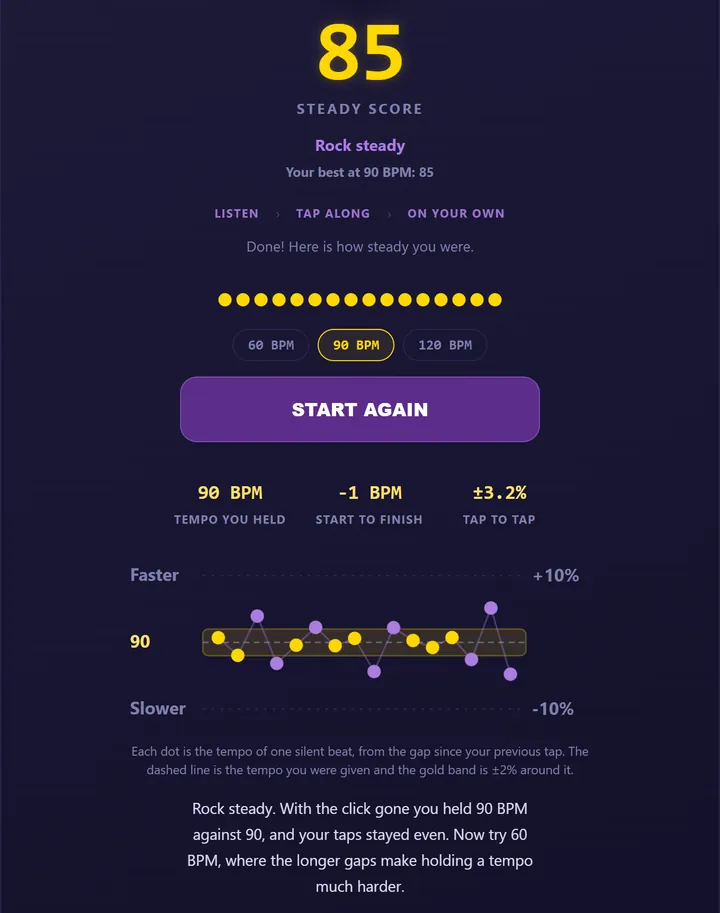 85
STEADY SCORE
Rock steady
Your best at 90 BPM: 85
LISTEN › TAP ALONG › ON YOUR OWN
Done! Here is how steady you were.
60 BPM 90 BPM 120 BPM
START AGAIN
90 BPM -1 BPM ±3.2%
TEMPO YOU HELD START TO FINISH TAP TO TAP
Faster +10%
90
Slower -10%
Each dot is the tempo of one silent beat, from the gap since your previous tap. The
dashed line is the tempo you were given and the gold band is ±2% around it.
Rock steady. With the click gone you held 90 BPM
against 90, and your taps stayed even. Now try 60
BPM, where the longer gaps make holding a tempo
much harder.